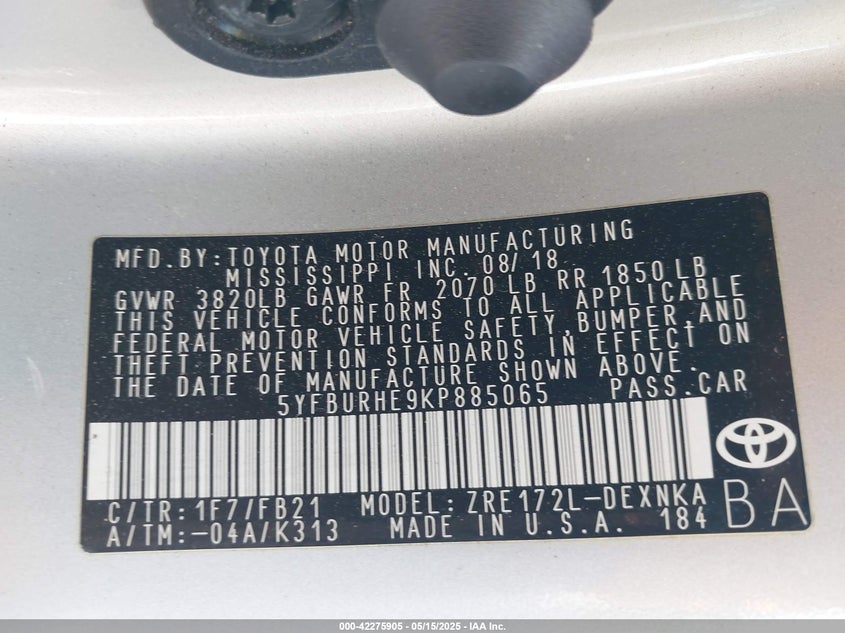 MFD.BY:TOYOTA MOTOR MANUFACTURING
MISSISSIPPI INC. 08/18
GVWR 3820LB GAWR FR 2070 LB RR 1850LB
THIS VEHICLE CONFORMS TO ALL APPLICABLE
FEDERAL MOTOR VEHICLE SAFETY,BUMPER,AND
THEFT PREVENTION STANDARDS IN EFFECT ON
THE DATE OF MANUFACTURE SHOWN ABOVE.
5YFBURHE9KP885065 PASS.CAR
C/TR:1F7/FB21 MODEL:ZRE172L-DEXNKA
A/TM:-04A/K313 MADE IN U.S.A. 184
BA
000-42275905 - 05/15/2025 - IAA Inc.